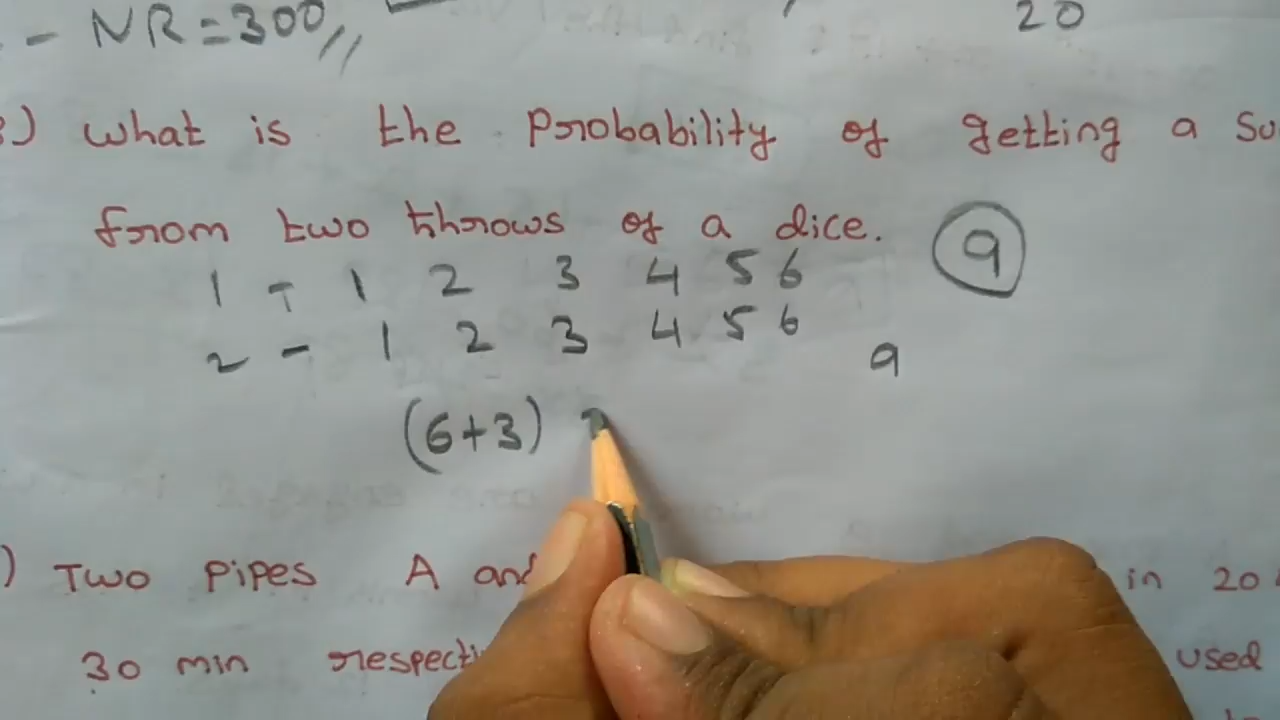 - NR=300//
20
) what is the Probability of getting a Su
from two throws of a dice. 9
1 - 1 2 3 4 5 6
2 - 1 2 3 4 5 6
9
(6+3)
) Two pipes A and in 20
30 min used